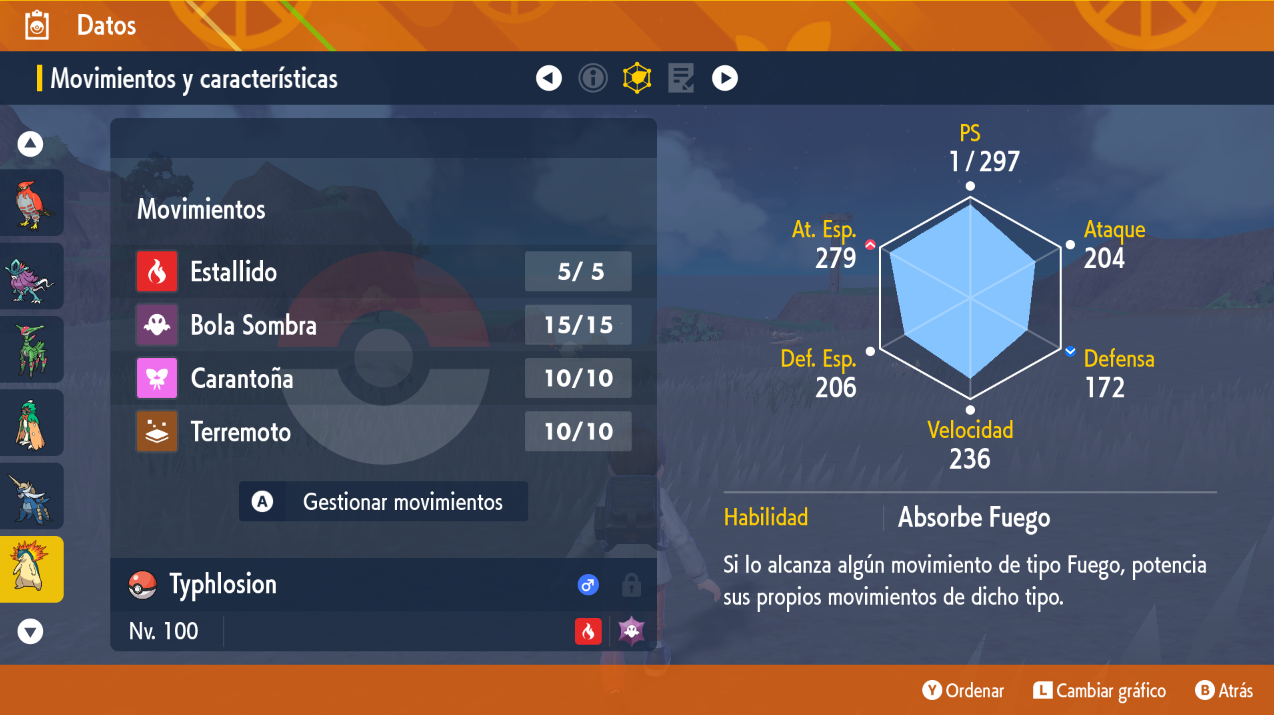 Datos
Movimientos y características
Movimientos
Estallido 5/ 5
Bola Sombra 15/15
Carantoña 10/10
Terremoto 10/10
A Gestionar movimientos
Typhlosion
Nv. 100
PS
1/297
At. Esp.
279
Ataque
204
Def. Esp.
206
Defensa
172
Velocidad
236
Habilidad Absorbe Fuego
Si lo alcanza algún movimiento de tipo Fuego, potencia
sus propios movimientos de dicho tipo.
Y Ordenar L Cambiar gráfico B Atrás